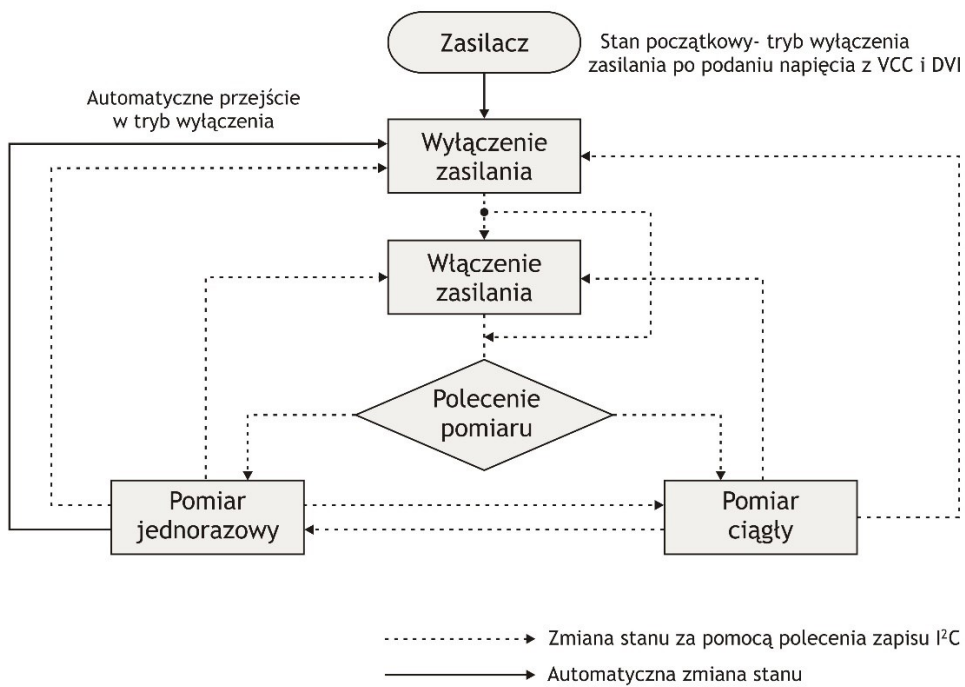 Zasilacz
Stan początkowy- tryb wyłączenia
zasilania po podaniu napięcia z VCC i DVI
Automatyczne przejście
w tryb wyłączenia
Wyłączenie
zasilania
Włączenie
zasilania
Polecenie
pomiaru
Pomiar
jednorazowy
Pomiar
ciągły
Zmiana stanu za pomocą polecenia zapisu I²C
Automatyczna zmiana stanu